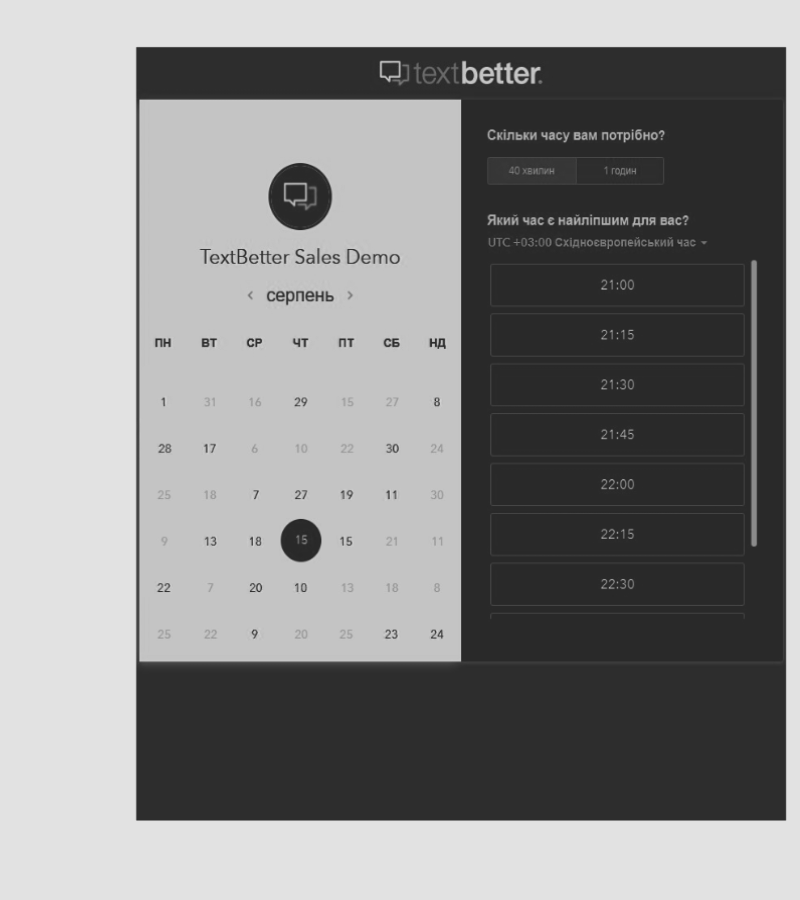 textbetter.
TextBetter Sales Demo
< серпень >
ПН ВТ СР ЧТ ПТ СБ НД
1 31 16 29 15 27 8
28 17 6 10 22 30 24
25 18 7 27 19 11 30
9 13 18 15 15 21 11
22 7 20 10 13 18 8
25 22 9 20 25 23 24
Скільки часу вам потрібно?
40 хвилин 1 годин
Який час є найліпшим для вас?
UTC +03:00 Східноєвропейський час
21:00
21:15
21:30
21:45
22:00
22:15
22:30